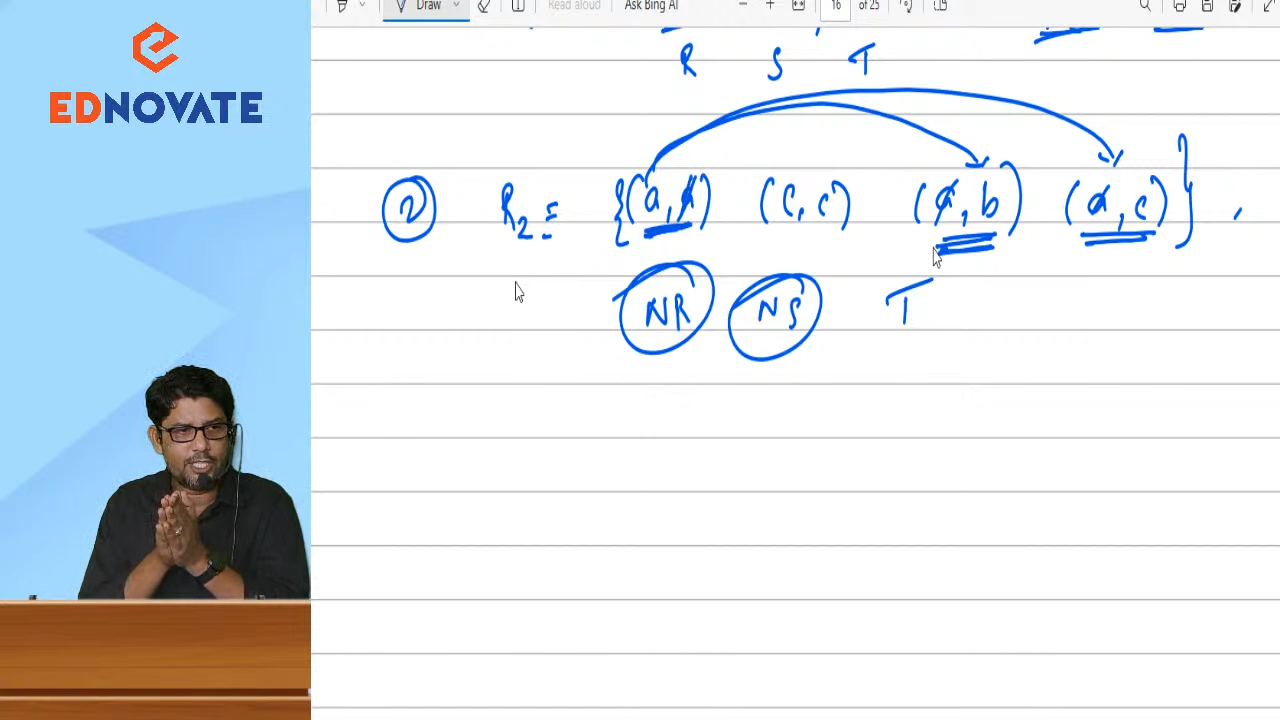 Draw
Read aloud
Ask Bing AI
16 of 25
EDNOVATE
R S T
2 R2 = {(a, a) (c, c) (a, b) (a, c)} ,
NR NS T